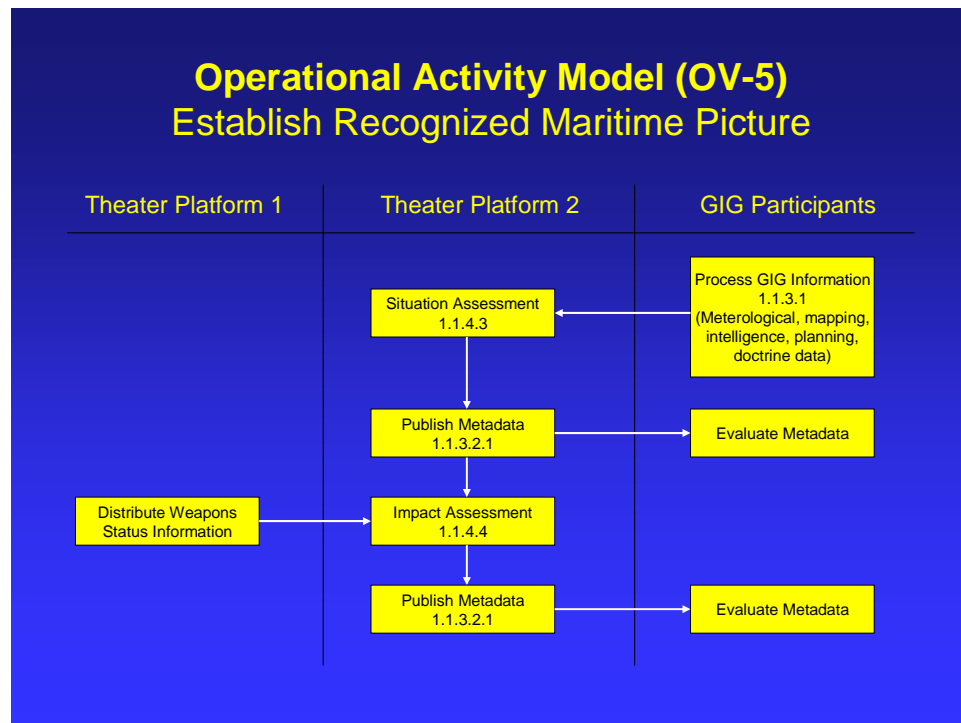 Operational Activity Model (OV-5)
Establish Recognized Maritime Picture
Theater Platform 1
Theater Platform 2
GIG Participants
Process GIG Information
1.1.3.1
(Meterological, mapping,
intelligence, planning,
doctrine data)
Situation Assessment
1.1.4.3
Publish Metadata
1.1.3.2.1
Evaluate Metadata
Distribute Weapons
Status Information
Impact Assessment
1.1.4.4
Publish Metadata
1.1.3.2.1
Evaluate Metadata